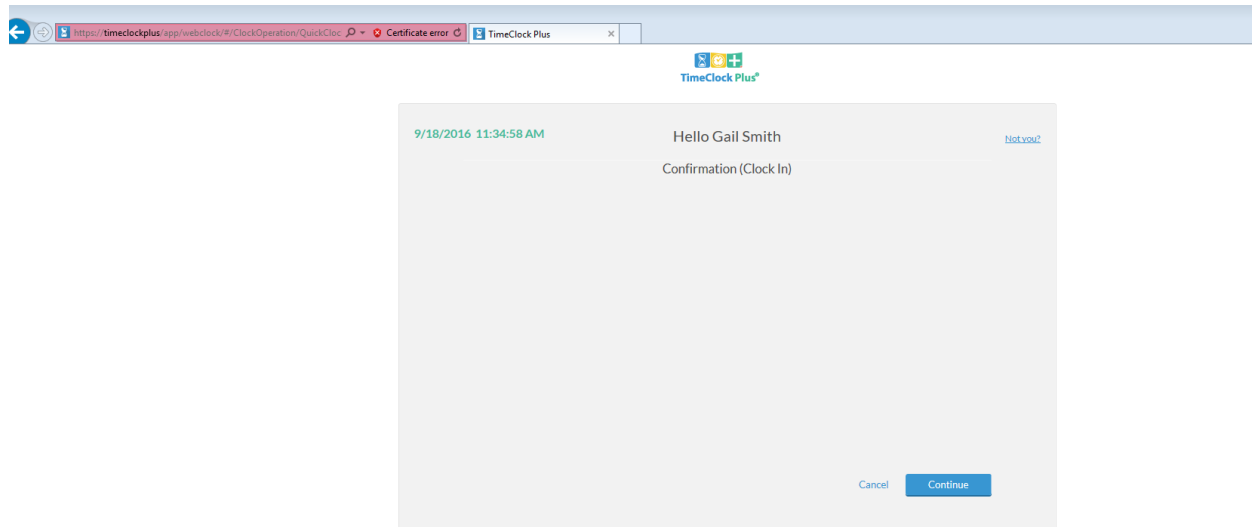 https://timeclockplus/app/webclock/#/ClockOperation/QuickCloc Certificate error TimeClock Plus
TimeClock Plus
9/18/2016 11:34:58 AM Hello Gail Smith Not you?
Confirmation (Clock In)
Cancel Continue